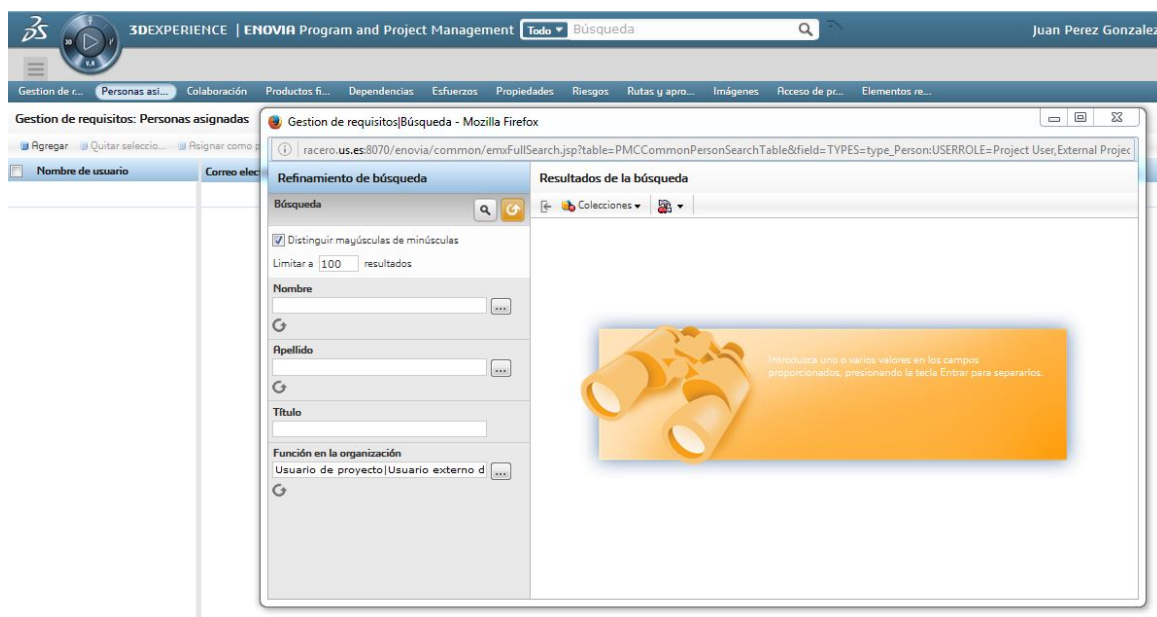 3DEXPERIENCE | ENOVIA Program and Project Management Todo Búsqueda Juan Perez Gonzalez
3D V.R
Gestion de r... Personas asi... Colaboración Productos fi... Dependencias Esfuerzos Propiedades Riesgos Rutas y apro... Imágenes Acceso de pr... Elementos re...
Gestion de requisitos: Personas asignadas
Agregar Quitar seleccio... Asignar como p
Nombre de usuario Correo elec
Gestion de requisitos|Búsqueda - Mozilla Firefox
racero.us.es:8070/enovia/common/emxFullSearch.jsp?table=PMCCommonPersonSearchTable&field=TYPES=type_Person:USERROLE=Project User,External Projec
Refinamiento de búsqueda
Búsqueda
Distinguir mayúsculas de minúsculas
Limitar a 100 resultados
Nombre
...
Apellido
...
Título
Función en la organización
Usuario de proyecto|Usuario externo d ...
Resultados de la búsqueda
Colecciones
Introduzca uno o varios valores en los campos
proporcionados, presionando la tecla Entrar para separarlos.